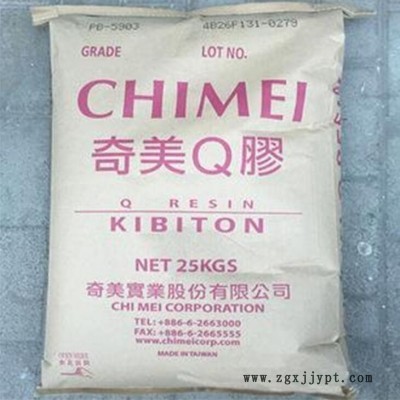 PB-5903 4B26F131-0279
GRADE LOT NO.
CHIMEI
奇美Q膠
Q RESIN
KIBITON
NET 25KGS
奇美實業股份有限公司
CHI MEI CORPORATION
TEL: +886-6-2663000
FAX: +886-6-2665555
www.chimeicorp.com
MADE IN TAIWAN
www.zgxjjypt.com